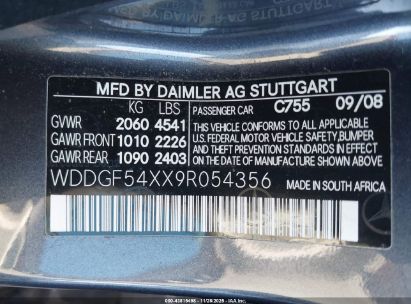 MFD BY DAIMLER AG STUTTGART
KG LBS PASSENGER CAR C755 09/08
GVWR 2060 4541 VEHICLE CONFORMS TO ALL
GAWR FRONT 1010 2226 APPLICABLE U.S. FEDERAL MOTOR
GAWR REAR 1090 2403 VEHICLE SAFETY,BUMPER
AND THEFT PREVENTION
STANDARDS IN EFFECT ON THE
DATE OF MANUFACTURE SHOWN
ABOVE
WDDGF54XX9R054356 MADE IN SOUTH AFRICA